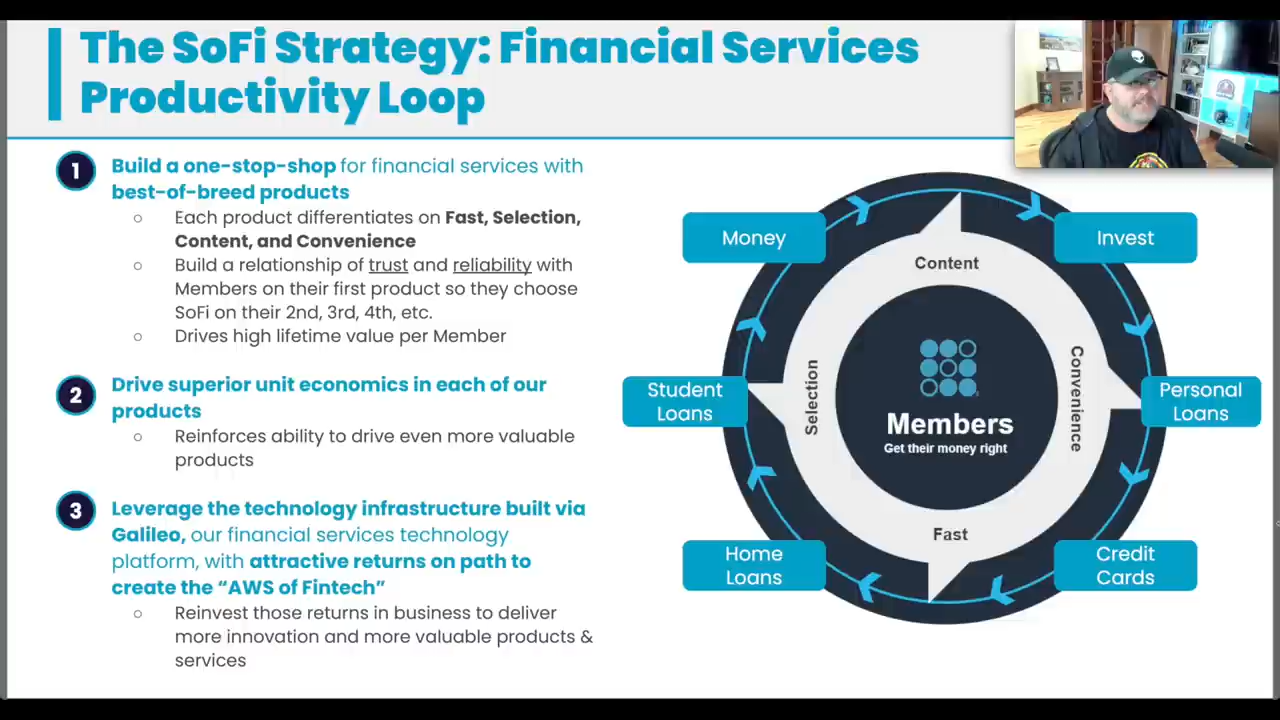 The SoFi Strategy: Financial Services
Productivity Loop
1
Build a one-stop-shop for financial services with
best-of-breed products
○ Each product differentiates on Fast, Selection,
Content, and Convenience
○ Build a relationship of trust and reliability with
Members on their first product so they choose
SoFi on their 2nd, 3rd, 4th, etc.
○ Drives high lifetime value per Member
2
Drive superior unit economics in each of our
products
○ Reinforces ability to drive even more valuable
products
3
Leverage the technology infrastructure built via
Galileo, our financial services technology
platform, with attractive returns on path to
create the “AWS of Fintech”
○ Reinvest those returns in business to deliver
more innovation and more valuable products &
services
Money
Invest
Content
Student
Loans
Selection
Members
Get their money right
Convenience
Personal
Loans
Fast
Home
Loans
Credit
Cards